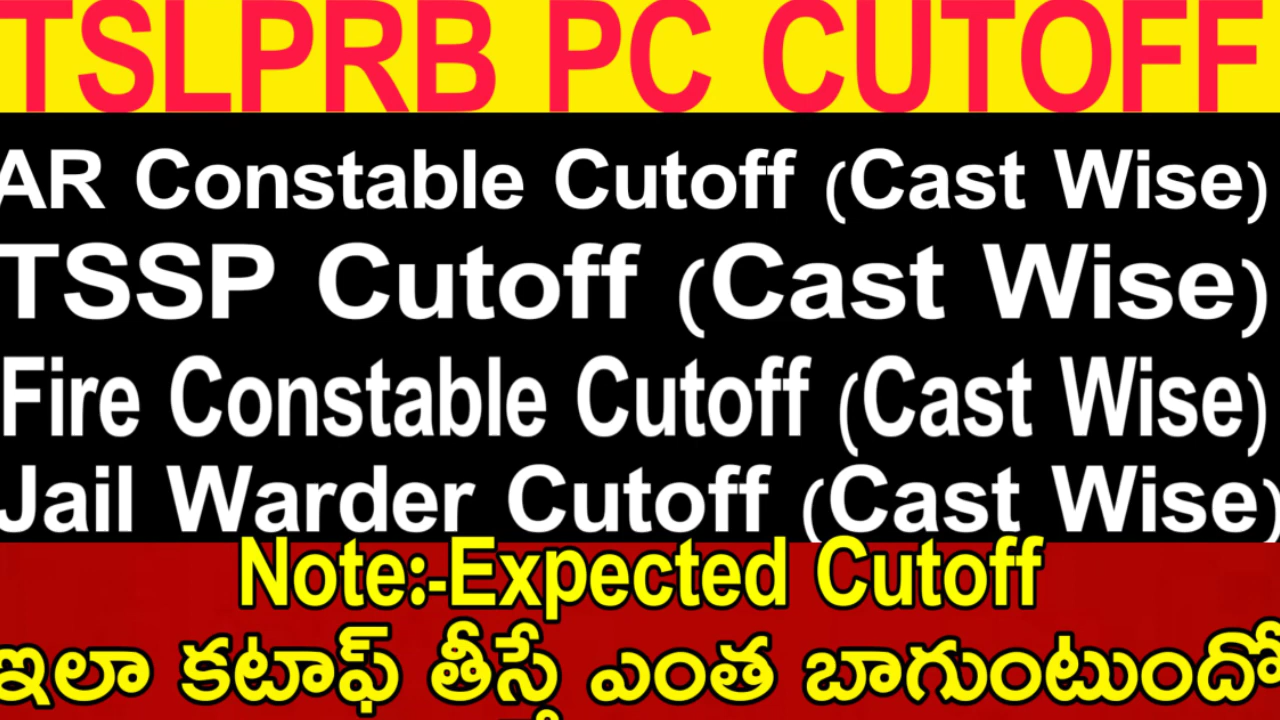 TSLPRB PC CUTOFF
AR Constable Cutoff (Cast Wise)
TSSP Cutoff (Cast Wise)
Fire Constable Cutoff (Cast Wise)
Jail Warder Cutoff (Cast Wise)
Note:-Expected Cutoff
ఇలా కటాఫ్ తీస్తే ఎంత బాగుంటుందో